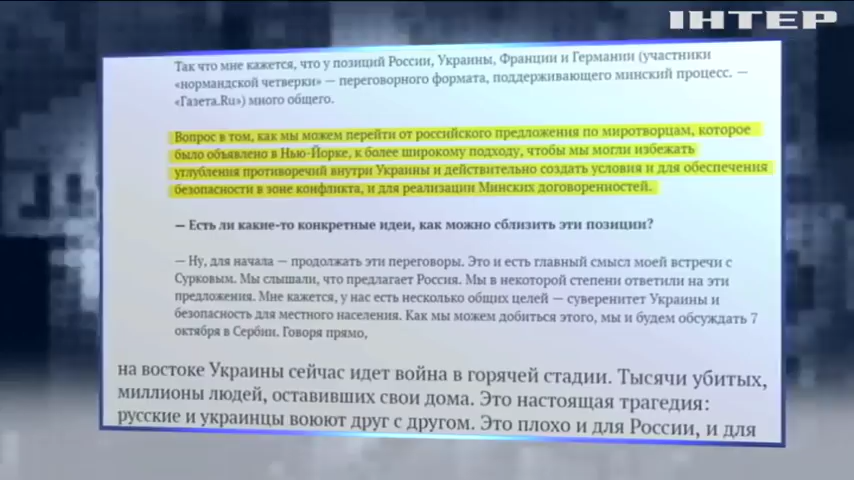 ІНТЕР
Так что мне кажется, что у позиций России, Украины, Франции и Германии (участники
«нормандской четверки» — переговорного формата, поддерживающего минский процесс. —
«Газета.Ru») много общего.
Вопрос в том, как мы можем перейти от российского предложения по миротворцам, которое
было объявлено в Нью-Йорке, к более широкому подходу, чтобы мы могли избежать
углубления противоречий внутри Украины и действительно создать условия и для обеспечения
безопасности в зоне конфликта, и для реализации Минских договоренностей.
— Есть ли какие-то конкретные идеи, как можно сблизить эти позиции?
— Ну, для начала — продолжать эти переговоры. Это и есть главный смысл моей встречи с
Сурковым. Мы слышали, что предлагает Россия. Мы в некоторой степени ответили на эти
предложения. Мне кажется, у нас есть несколько общих целей — суверенитет Украины и
безопасность для местного населения. Как мы можем добиться этого, мы и будем обсуждать 7
октября в Сербии. Говоря прямо,
на востоке Украины сейчас идет война в горячей стадии. Тысячи убитых,
миллионы людей, оставивших свои дома. Это настоящая трагедия:
русские и украинцы воюют друг с другом. Это плохо и для России, и для